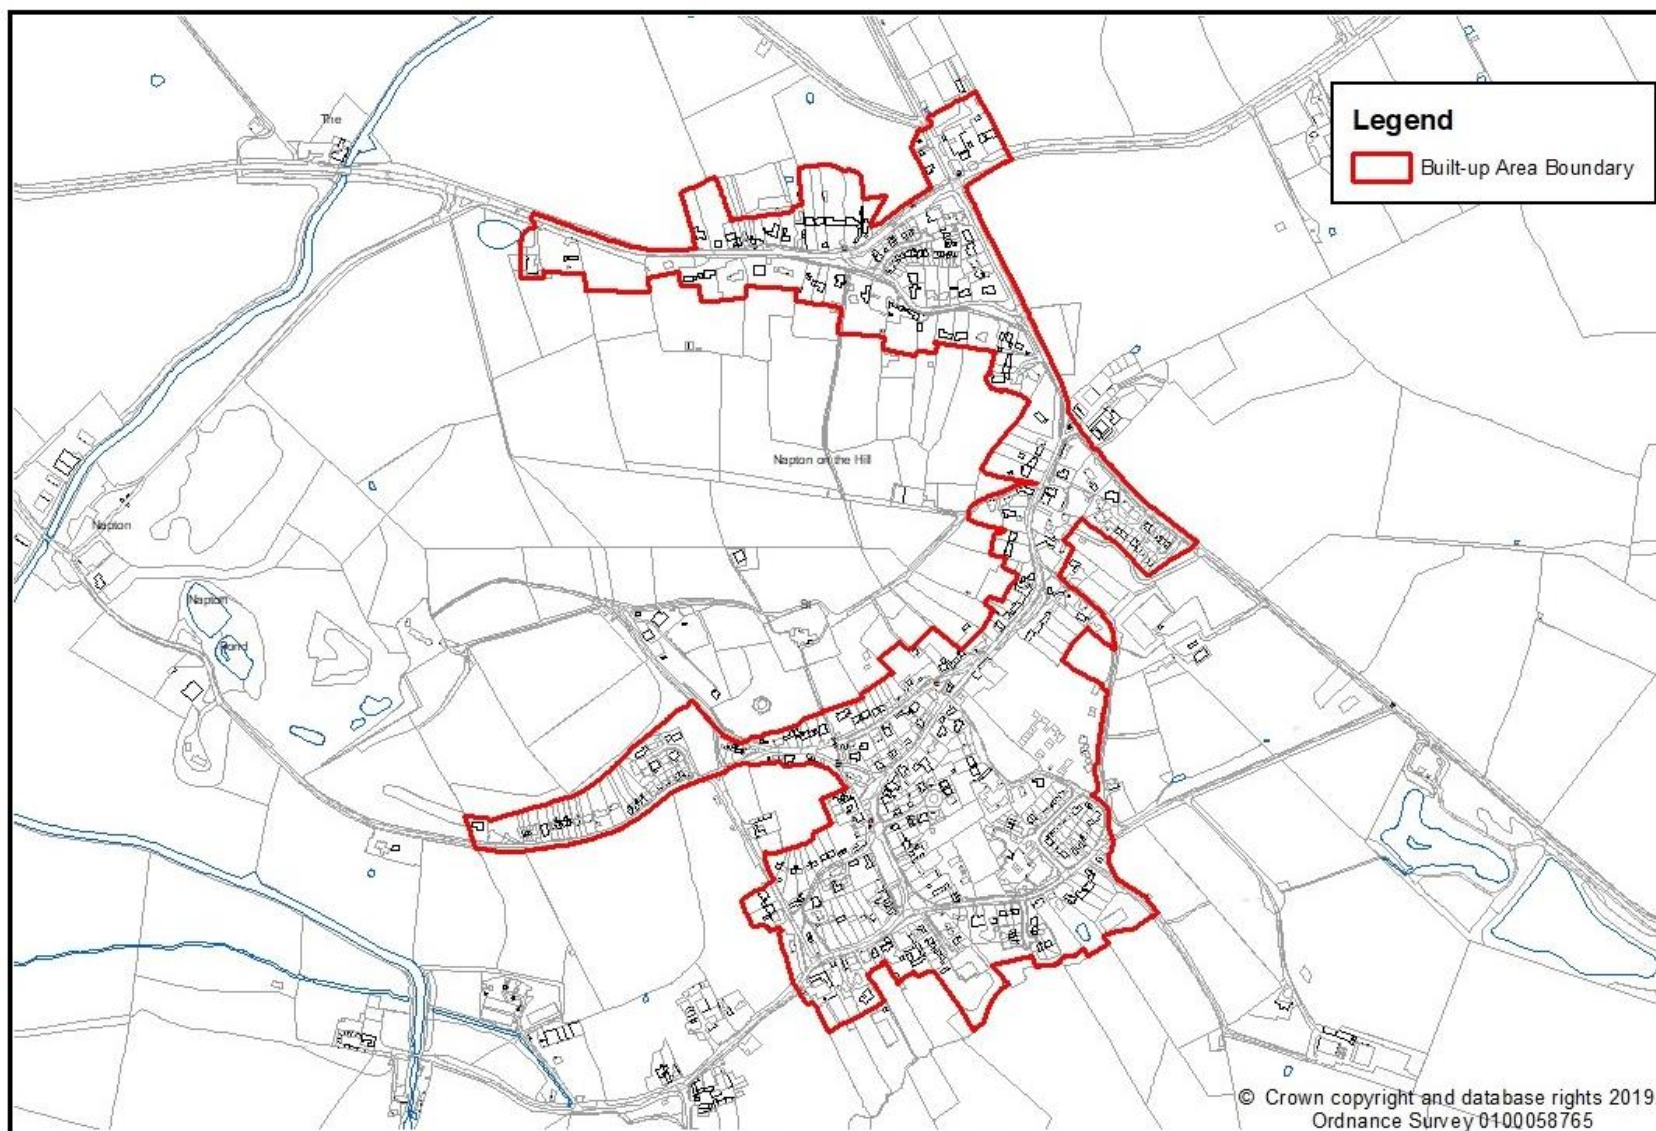 The
Legend
Built-up Area Boundary
Napton on the Hill
Napton
Napton
St
Pond
© Crown copyright and database rights 2019.
Ordnance Survey 0100058765